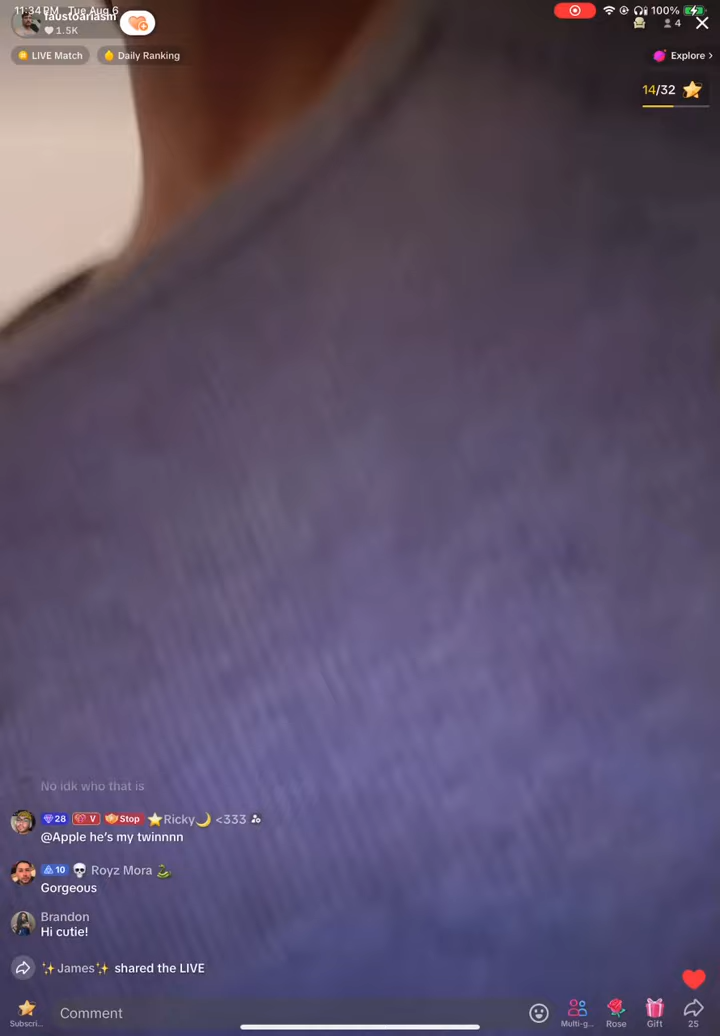 11:34 PM Tue Aug 6
100%
faustoariasm
1.5K
4
LIVE Match
Daily Ranking
Explore >
14/32
No idk who that is
28 V Stop ⭐Ricky🌙 <333
@Apple he's my twinnnn
10 💀 Royz Mora 🐍
Gorgeous
Brandon
Hi cutie!
✨James✨ shared the LIVE
Subscri...
Comment
Multi-g...
Rose
Gift
25